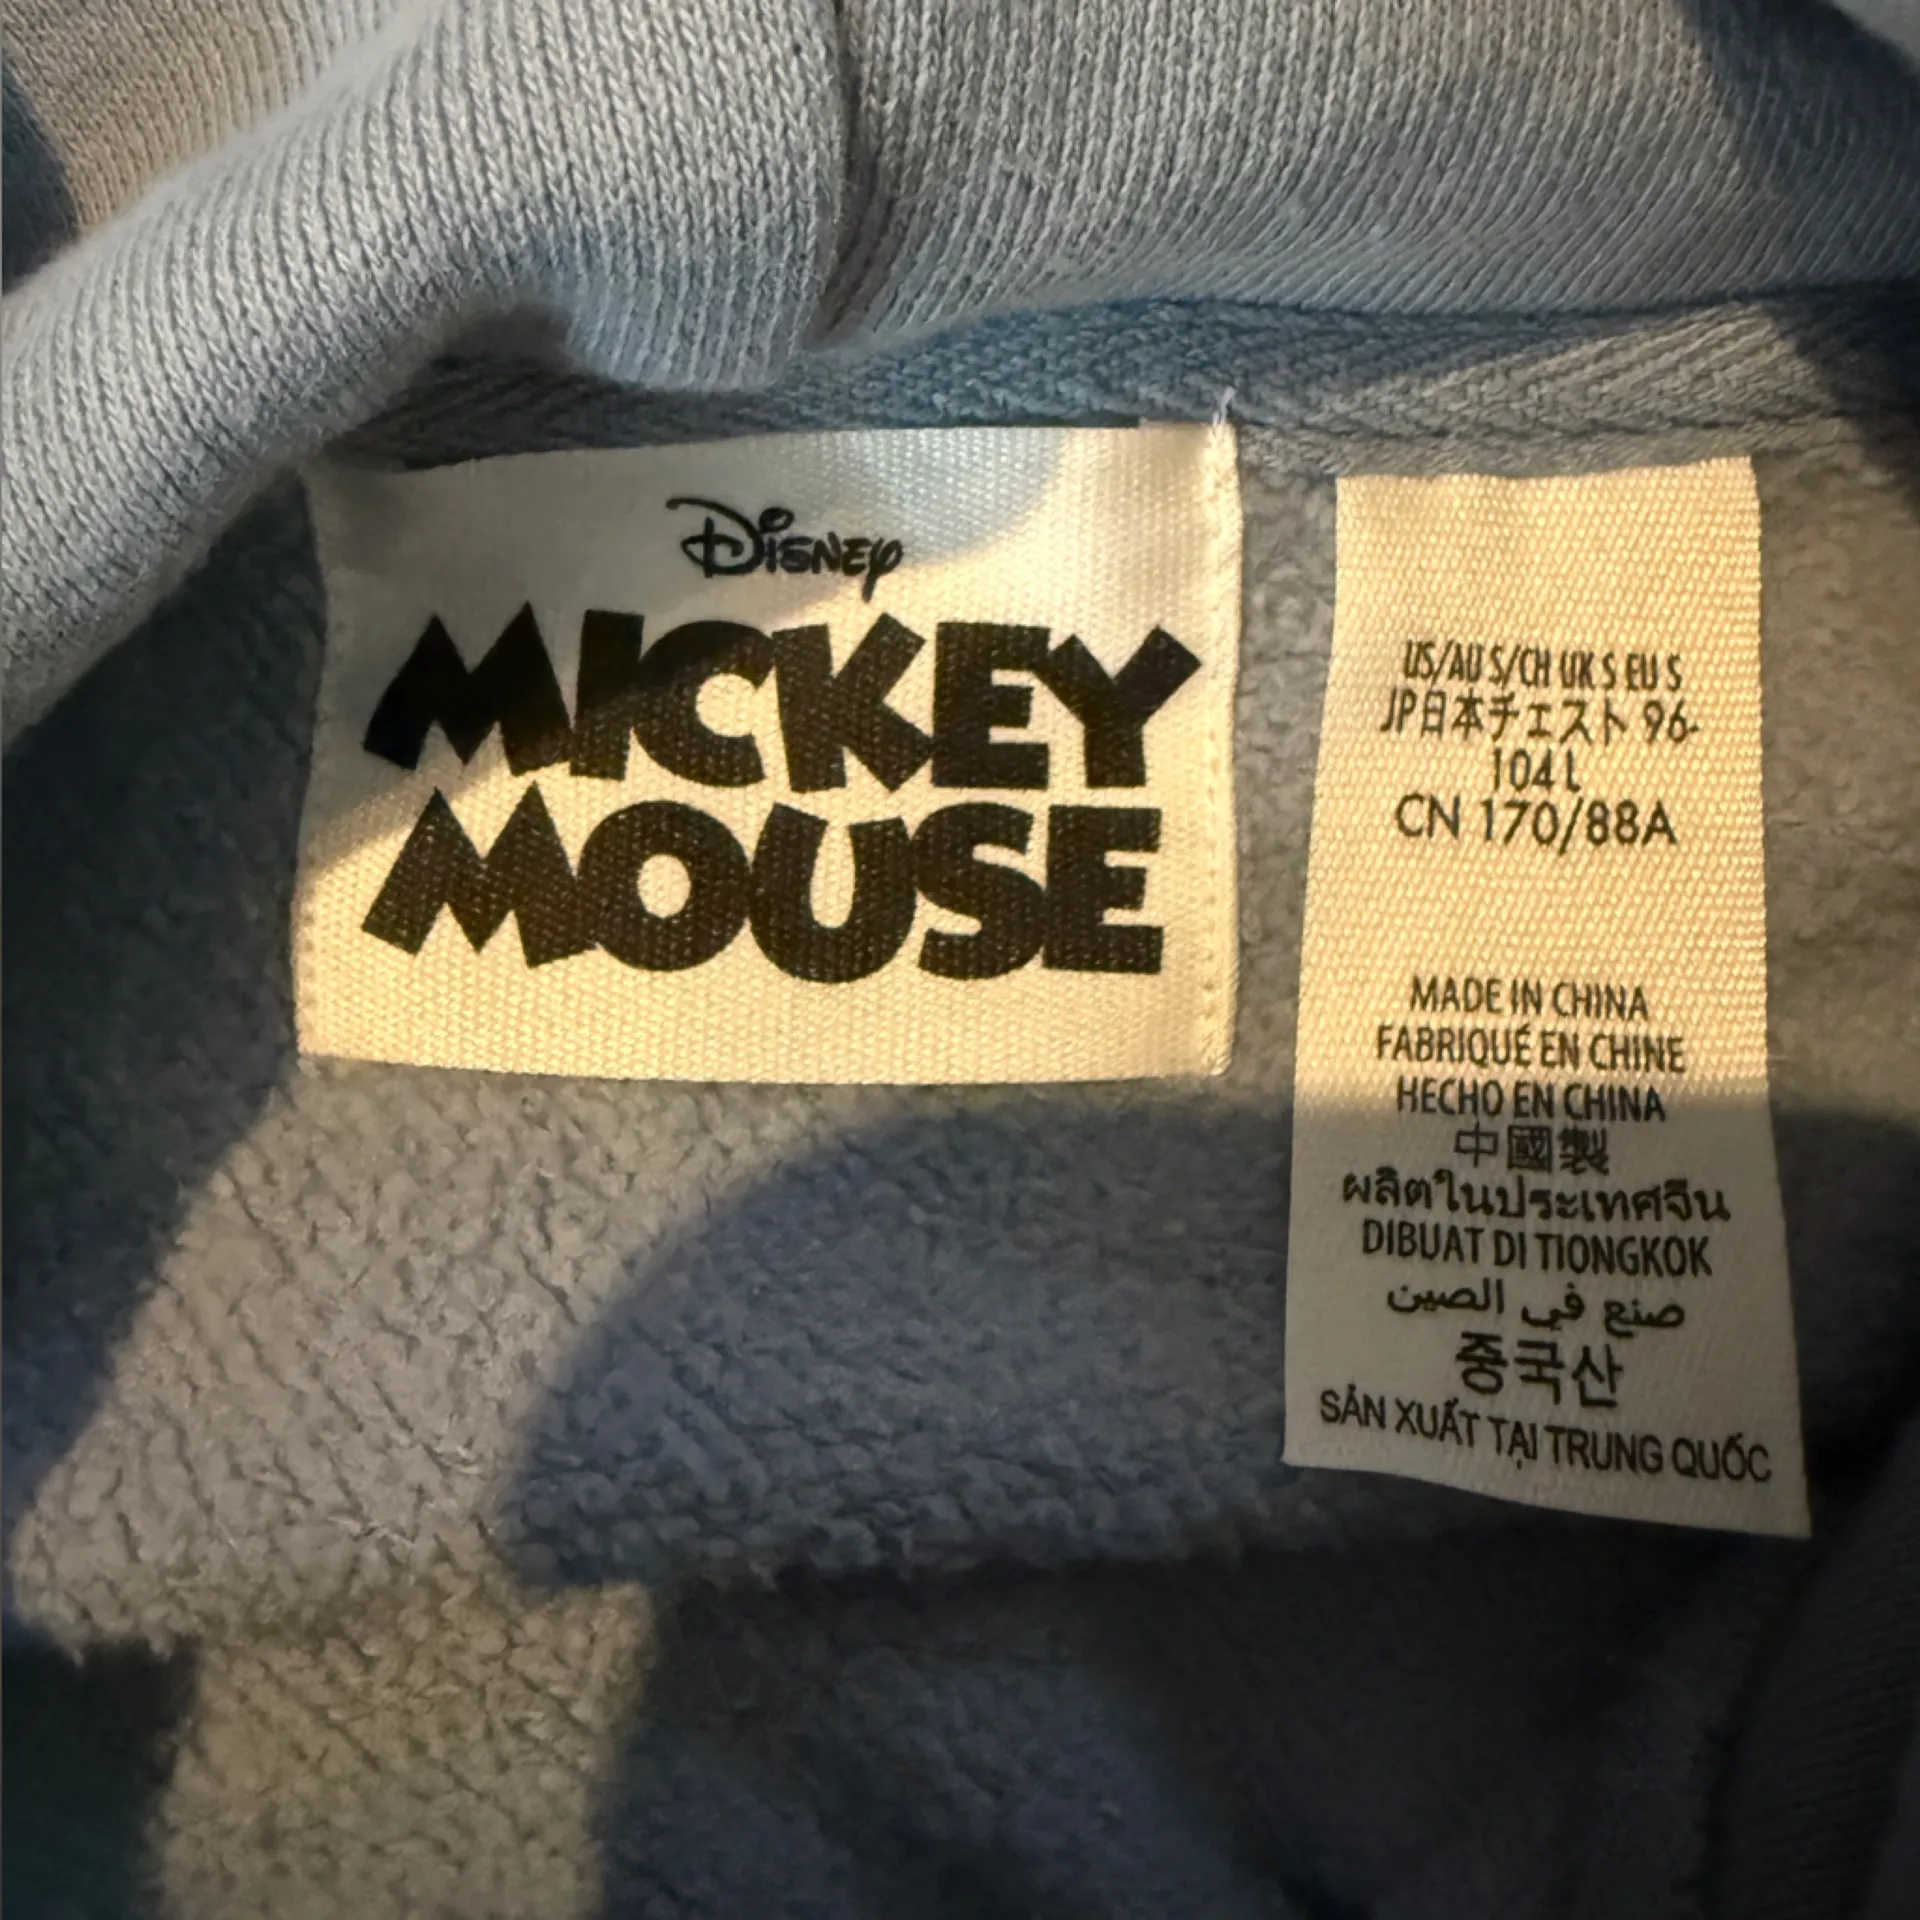 Disney
MICKEY
MOUSE
US/AU S/CH UK S EU S
JP日本チェスト 96-
104 L
CN 170/88A
MADE IN CHINA
FABRIQUÉ EN CHINE
HECHO EN CHINA
中國製
ผลิตในประเทศจีน
DIBUAT DI TIONGKOK
صنع في الصين
중국산
SẢN XUẤT TẠI TRUNG QUỐC